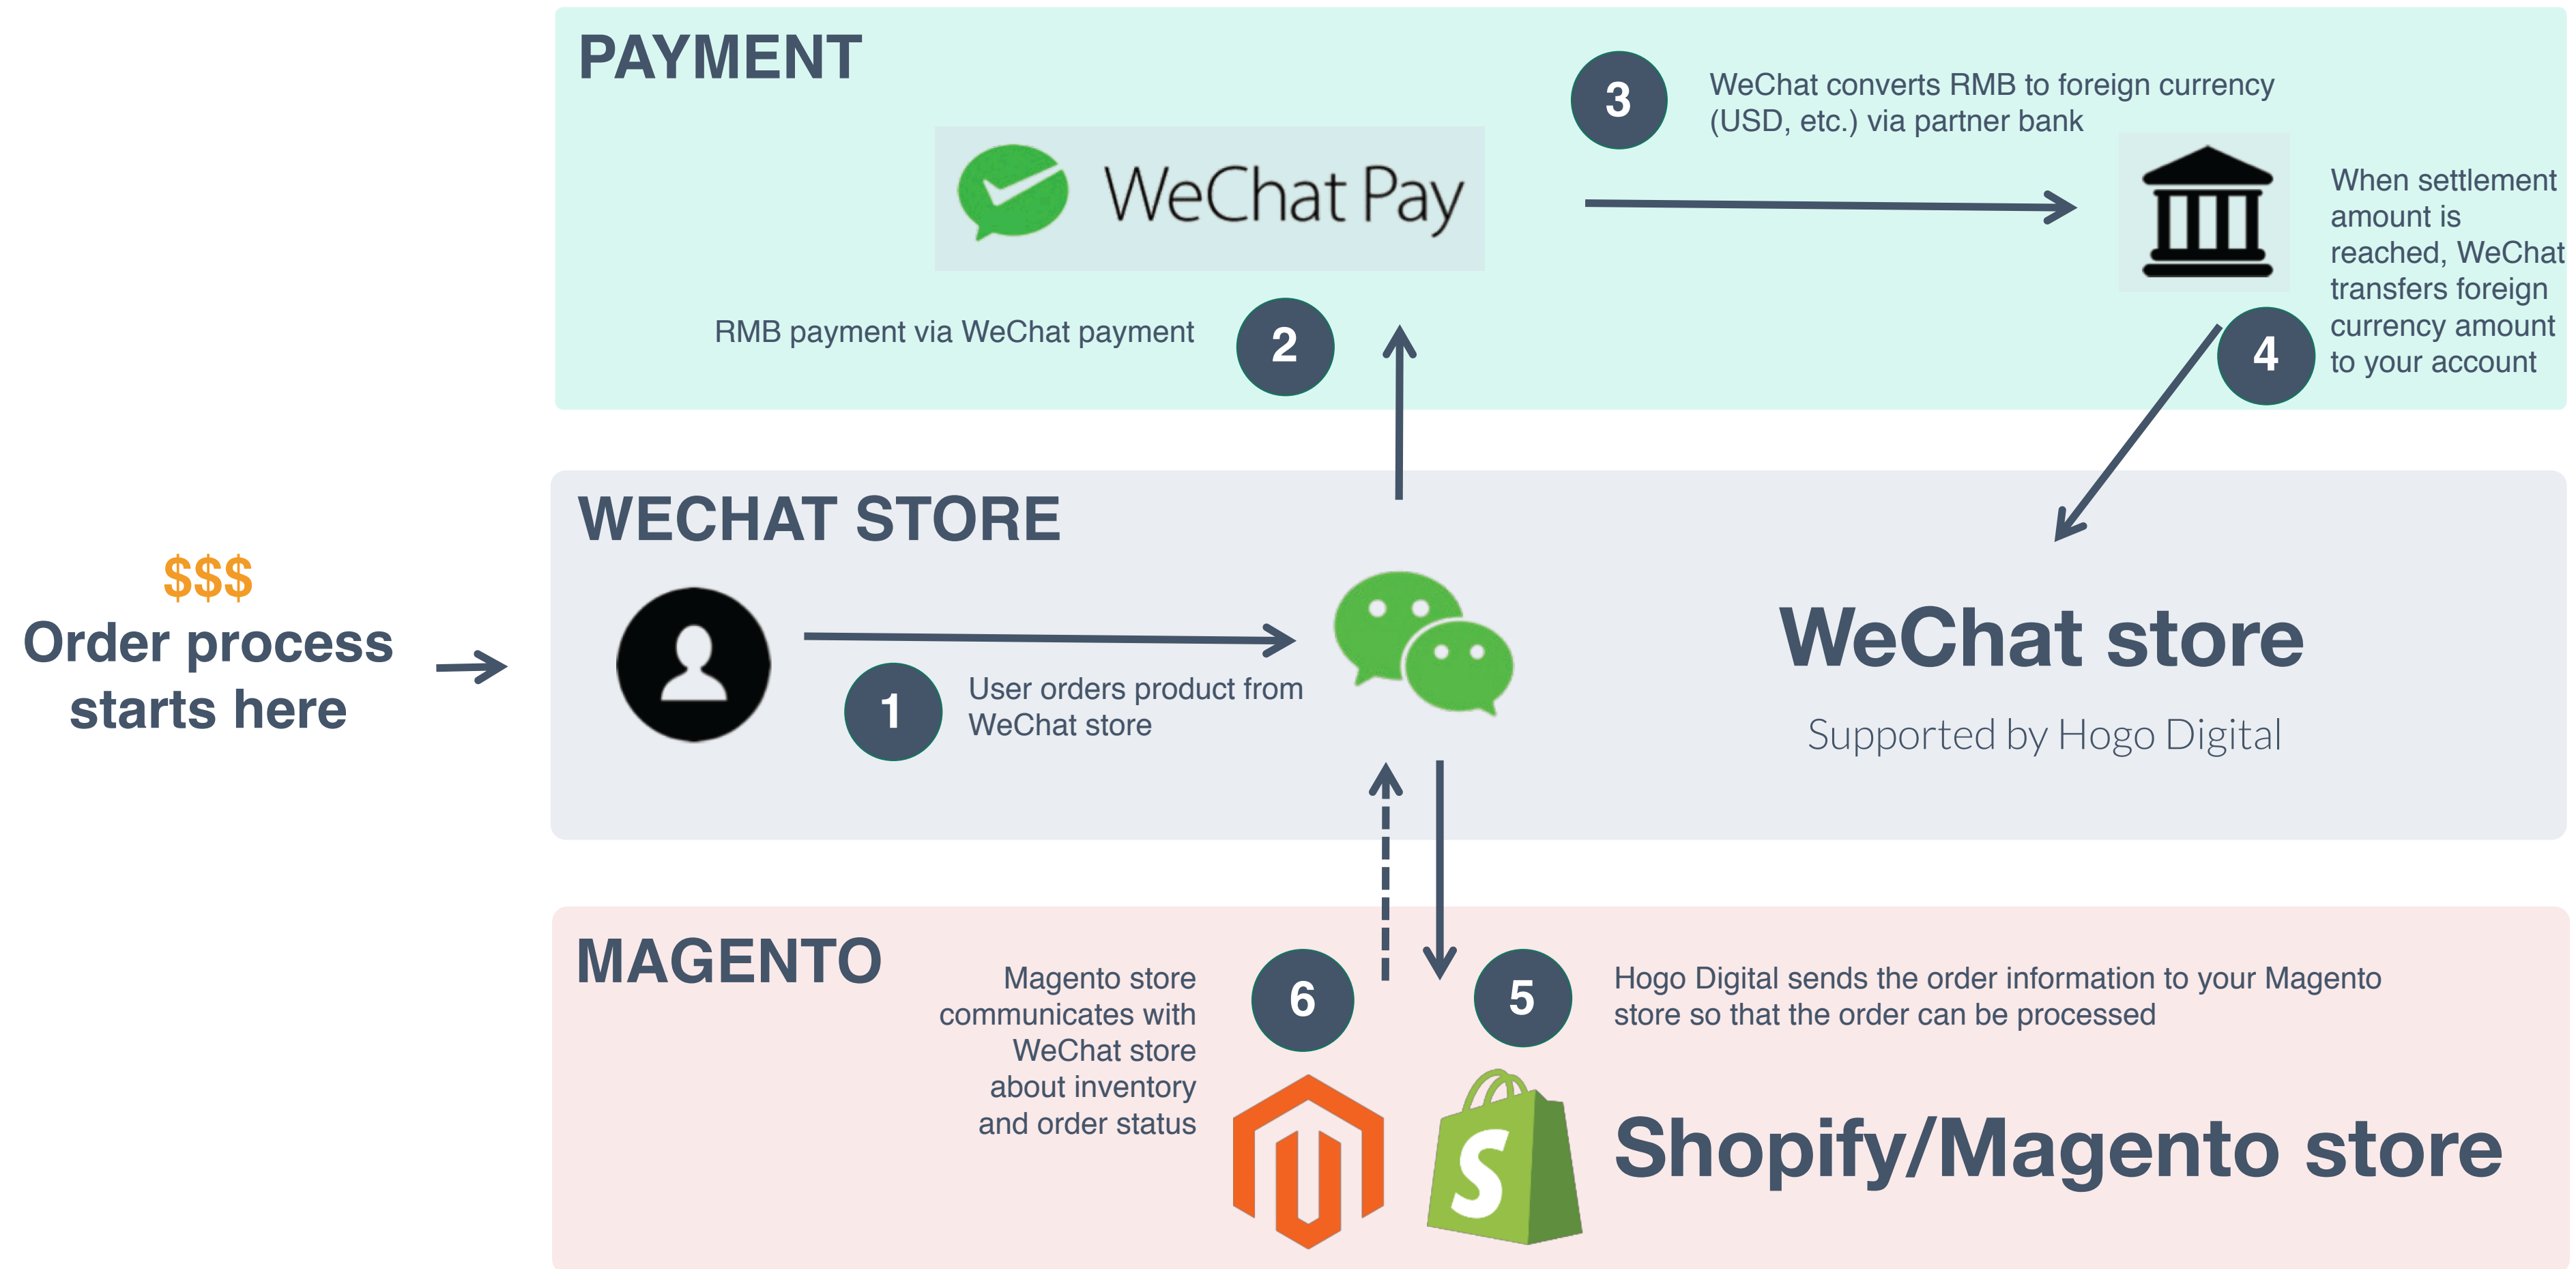 PAYMENT
3
WeChat converts RMB to foreign currency
(USD, etc.) via partner bank
WeChat Pay
When settlement
amount is
reached, WeChat
transfers foreign
currency amount
to your account
RMB payment via WeChat payment
2
4
WECHAT STORE
$$$
Order process
starts here
1
User orders product from
WeChat store
WeChat store
Supported by Hogo Digital
MAGENTO
Magento store
communicates with
WeChat store
about inventory
and order status
6
5
Hogo Digital sends the order information to your Magento
store so that the order can be processed
S
Shopify/Magento store